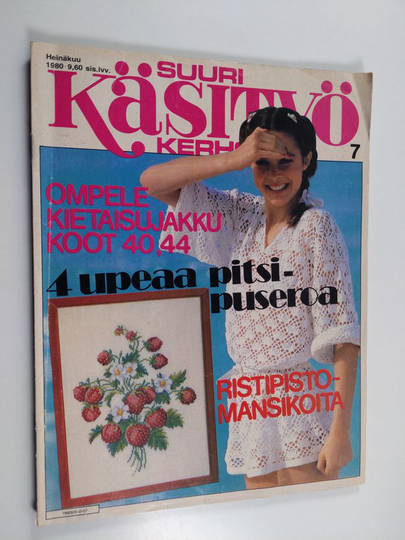 Heinäkuu
1980 9,60 sis.lvv.
SUURI
KÄSITYÖ
KERH
7
OMPELE
KIETAISUJAKKU
KOOT 40,44
4 upeaa pitsi-
puseroa
RISTIPISTO-
MANSIKOITA